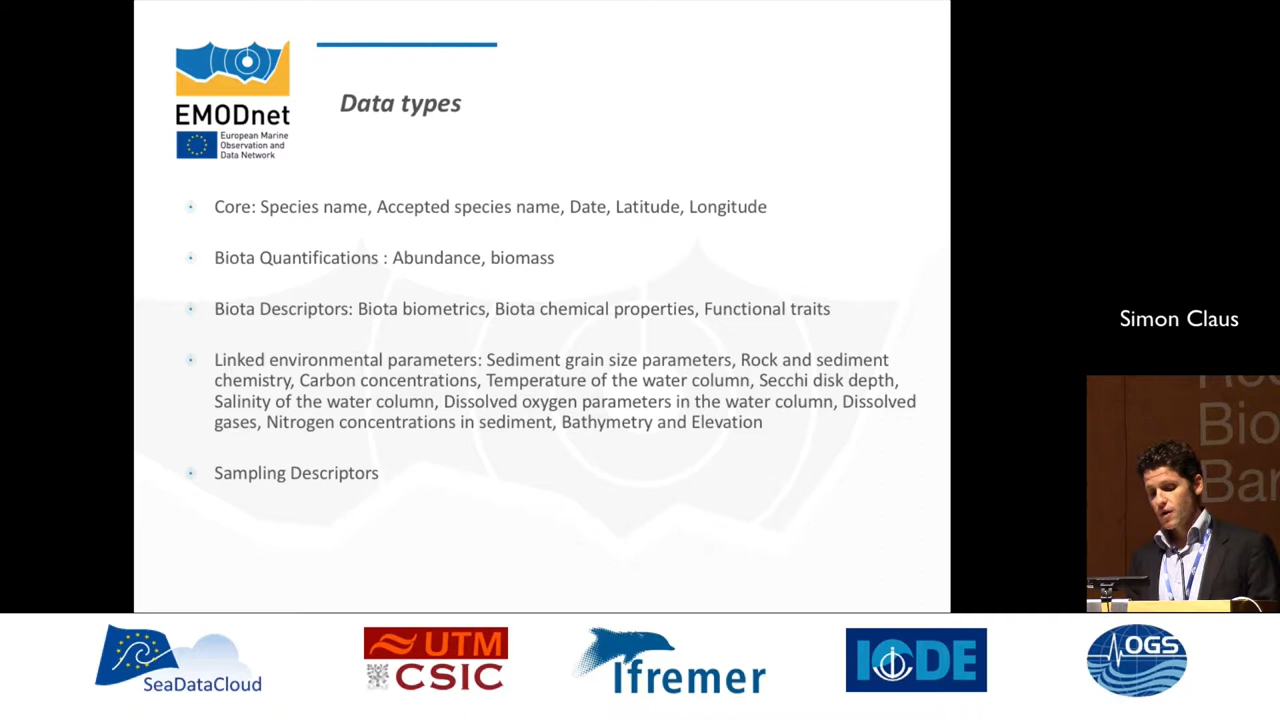 EMODnet
European Marine
Observation and
Data Network
Data types
Core: Species name, Accepted species name, Date, Latitude, Longitude
Biota Quantifications : Abundance, biomass
Biota Descriptors: Biota biometrics, Biota chemical properties, Functional traits
Linked environmental parameters: Sediment grain size parameters, Rock and sediment
chemistry, Carbon concentrations, Temperature of the water column, Secchi disk depth,
Salinity of the water column, Dissolved oxygen parameters in the water column, Dissolved
gases, Nitrogen concentrations in sediment, Bathymetry and Elevation
Sampling Descriptors
Simon Claus
Bio
Bar
SeaDataCloud
UTM
CSIC
Ifremer
IODE
OGS